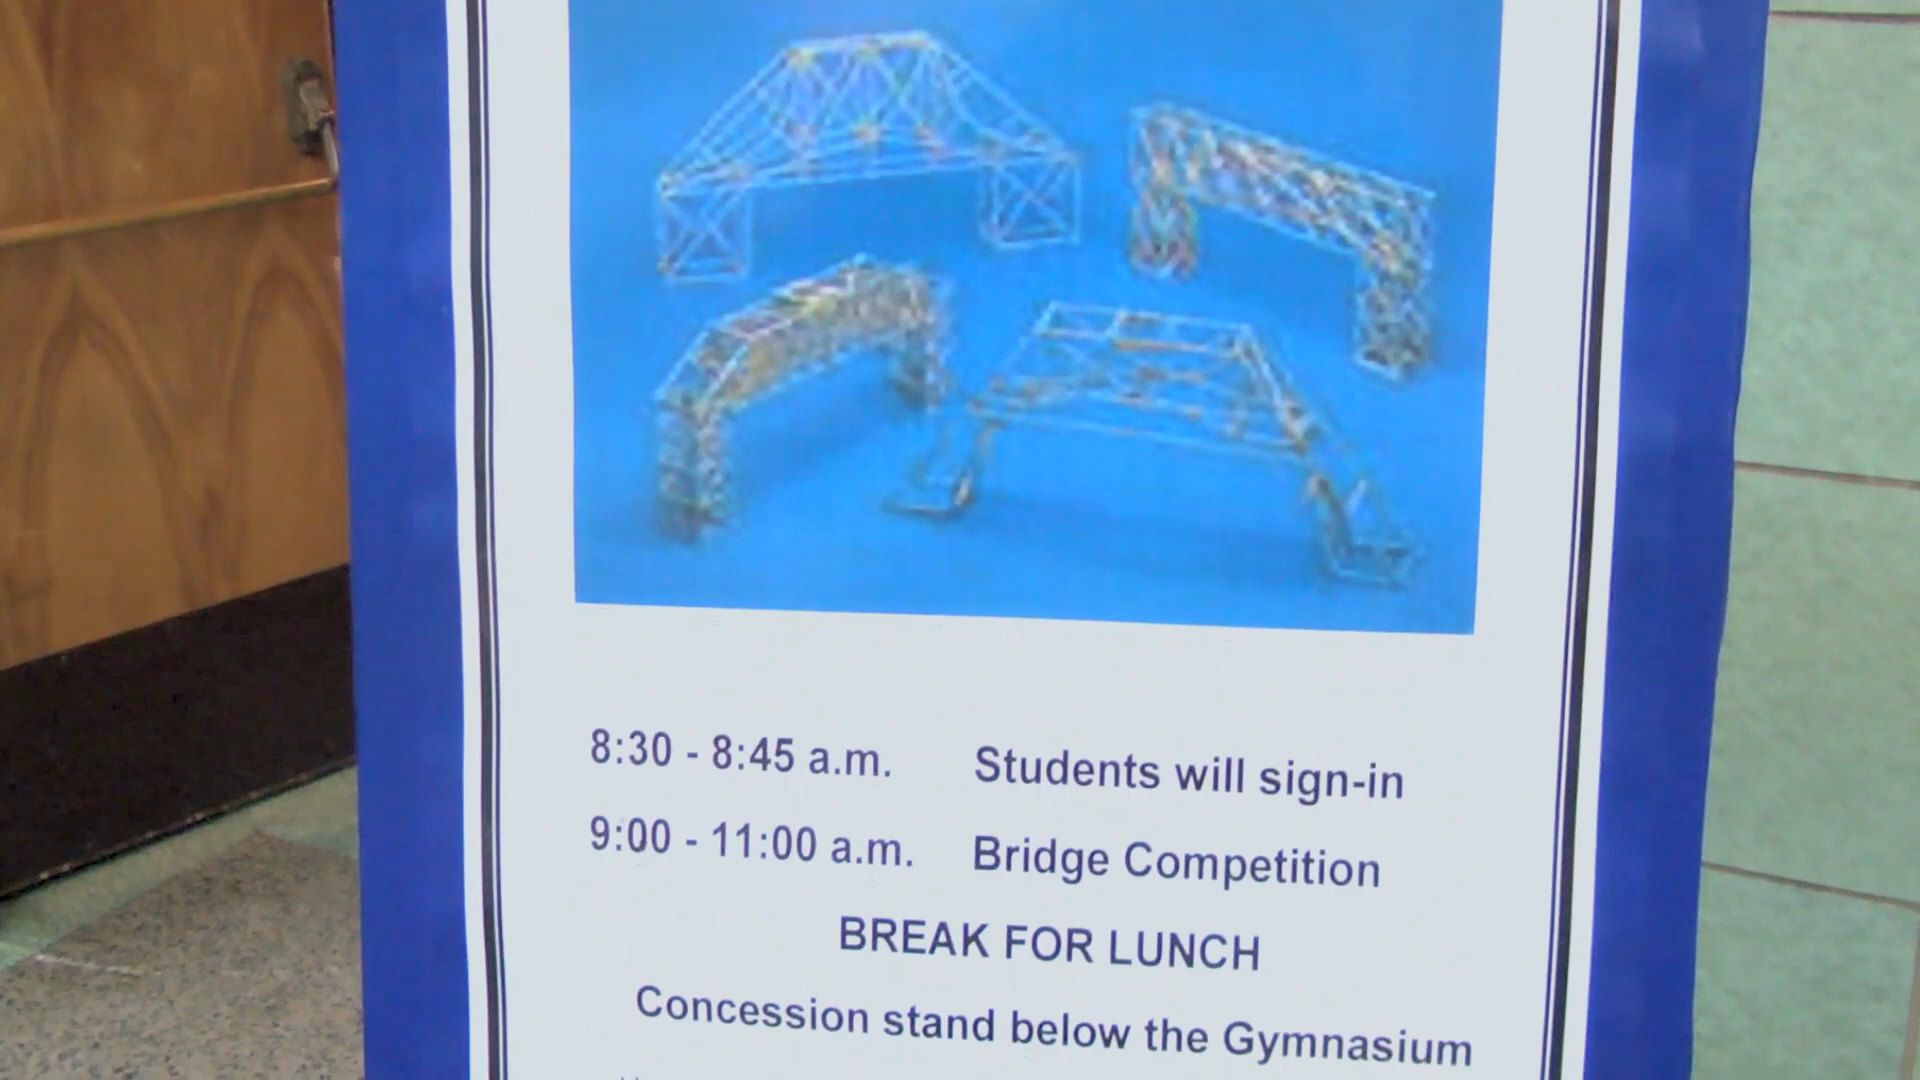 8:30 - 8:45 a.m. Students will sign-in
9:00 - 11:00 a.m. Bridge Competition
BREAK FOR LUNCH
Concession stand below the Gymnasium